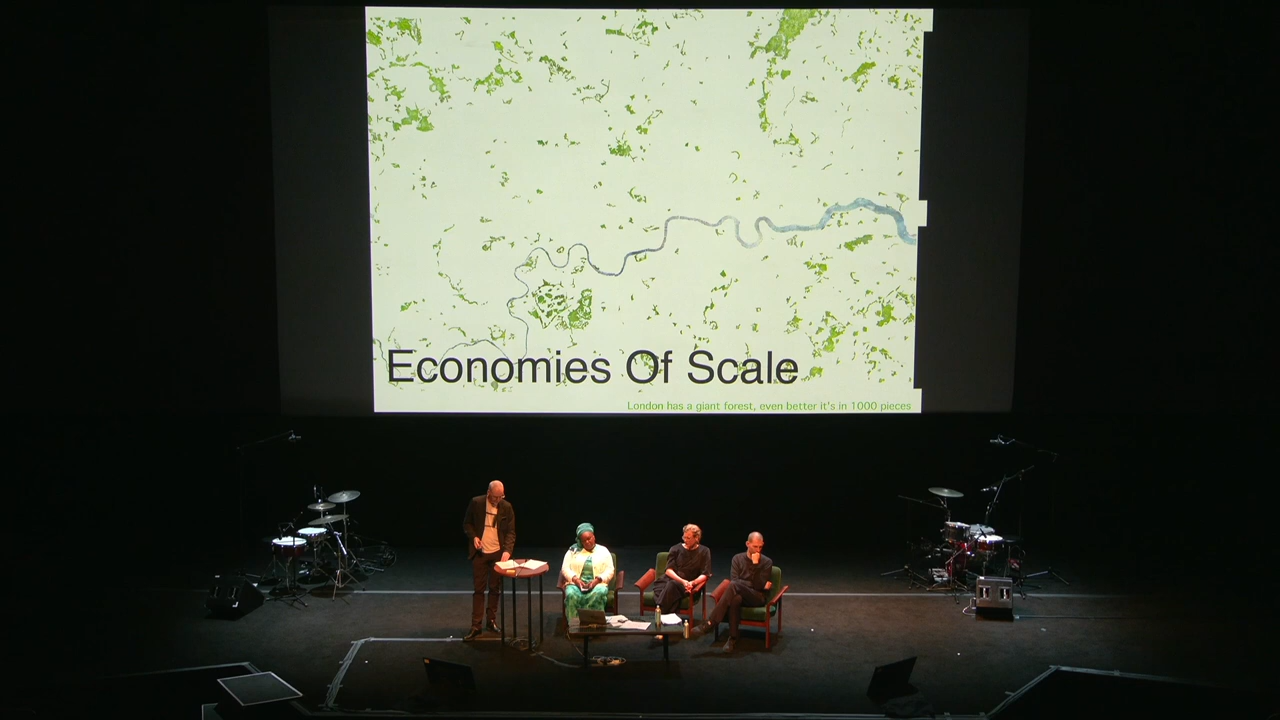 Economies Of Scale
London has a giant forest, even better it's in 1000 pieces